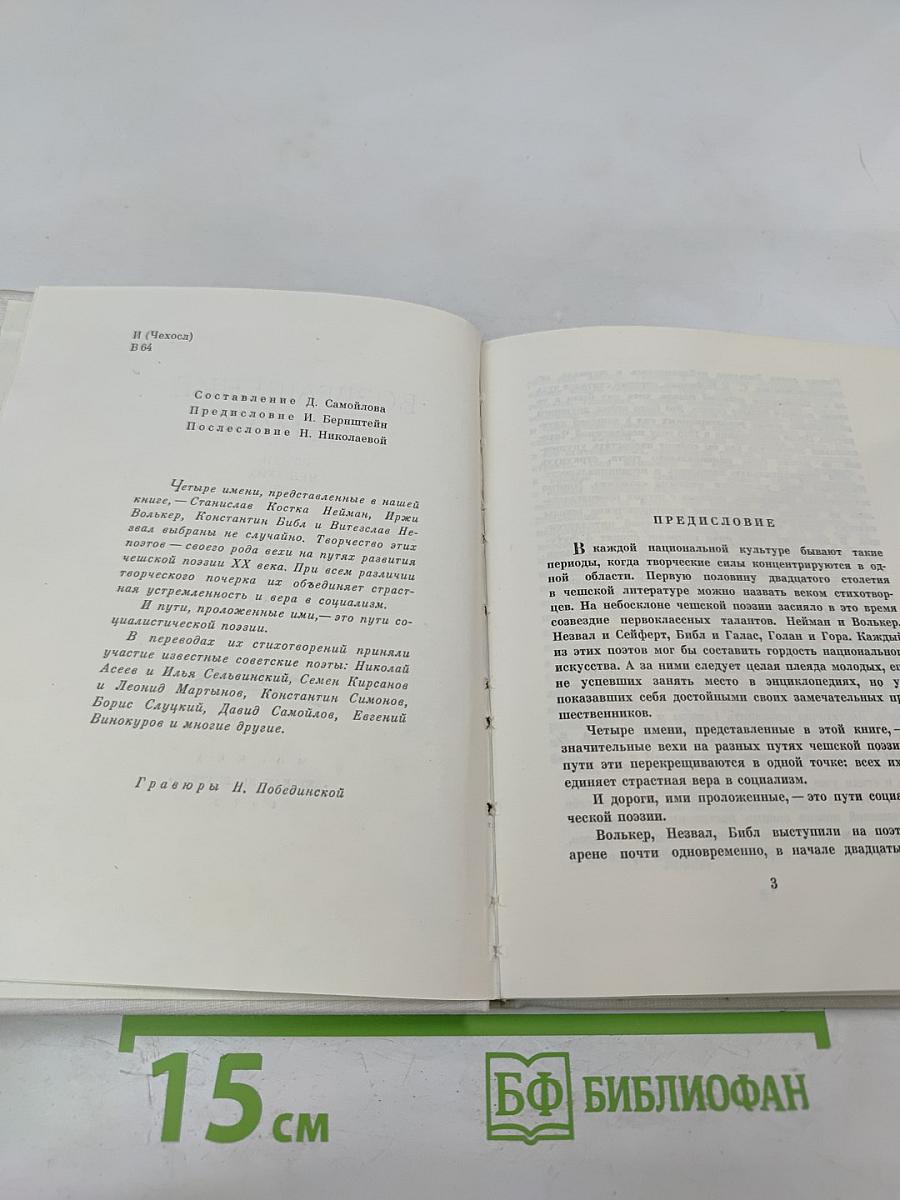 И (Чехосл)
В 64
Составление Д. Самойлова
Предисловие И. Бернштейн
Послесловие Н. Николаевой
Четыре имени, представленные в нашей
книге, — Станислав Костка Нейман, Иржи
Волькер, Константин Библ и Витезслав Не-
звал выбраны не случайно. Творчество этих
поэтов — своего рода вехи на путях развития
чешской поэзии XX века. При всем различии
творческого почерка их объединяет страст-
ная устремленность и вера в социализм.
И пути, проложенные ими, — это пути со-
циалистической поэзии.
В переводах их стихотворений приняли
участие известные советские поэты: Николай
Асеев и Илья Сельвинский, Семен Кирсанов
и Леонид Мартынов, Константин Симонов,
Борис Слуцкий, Давид Самойлов, Евгений
Винокуров и многие другие.
Гравюры Н. Побединской
ПРЕДИСЛОВИЕ
В каждой национальной культуре бывают такие
периоды, когда творческие силы концентрируются в од-
ной области. Первую половину двадцатого столетия
в чешской литературе можно назвать веком стихотвор-
цев. На небосклоне чешской поэзии засияло в это время
созвездие первоклассных талантов. Нейман и Волькер,
Незвал и Сейферт, Библ и Галас, Голан и Гора. Каждый
из этих поэтов мог бы составить гордость национально
искусства. А за ними следует целая плеяда молодых, ещ
не успевших занять место в энциклопедиях, но у
показавших себя достойными своих замечательных пр
шественников.
Четыре имени, представленные в этой книге, —
значительные вехи на разных путях чешской поэзи
пути эти перекрещиваются в одной точке: всех их
единяет страстная вера в социализм.
И дороги, ими проложенные, — это пути социа
ческой поэзии.
Волькер, Незвал, Библ выступили на поэт
арене почти одновременно, в начале двадцаты
3
15 см
БФ БИБЛИОФАН